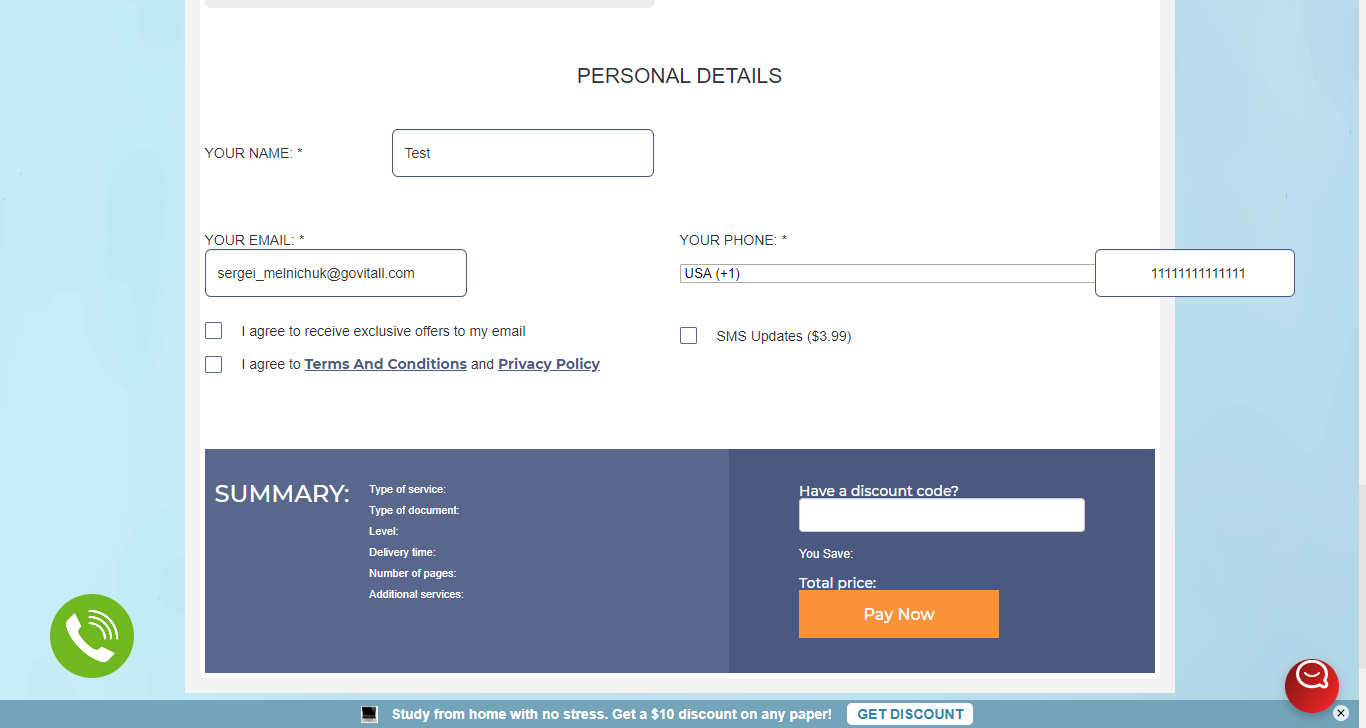 PERSONAL DETAILS
YOUR NAME: *
Test
YOUR EMAIL: *
YOUR PHONE: *
sergei_melnichuk@govitall.com
USA (+1)
11111111111111
I agree to receive exclusive offers to my email
SMS Updates ($3.99)
I agree to Terms And Conditions and Privacy Policy
SUMMARY:
Type of service:
Type of document:
Level:
Delivery time:
Number of pages:
Additional services:
Have a discount code?
You Save:
Total price:
Pay Now
Study from home with no stress. Get a $10 discount on any paper!
GET DISCOUNT